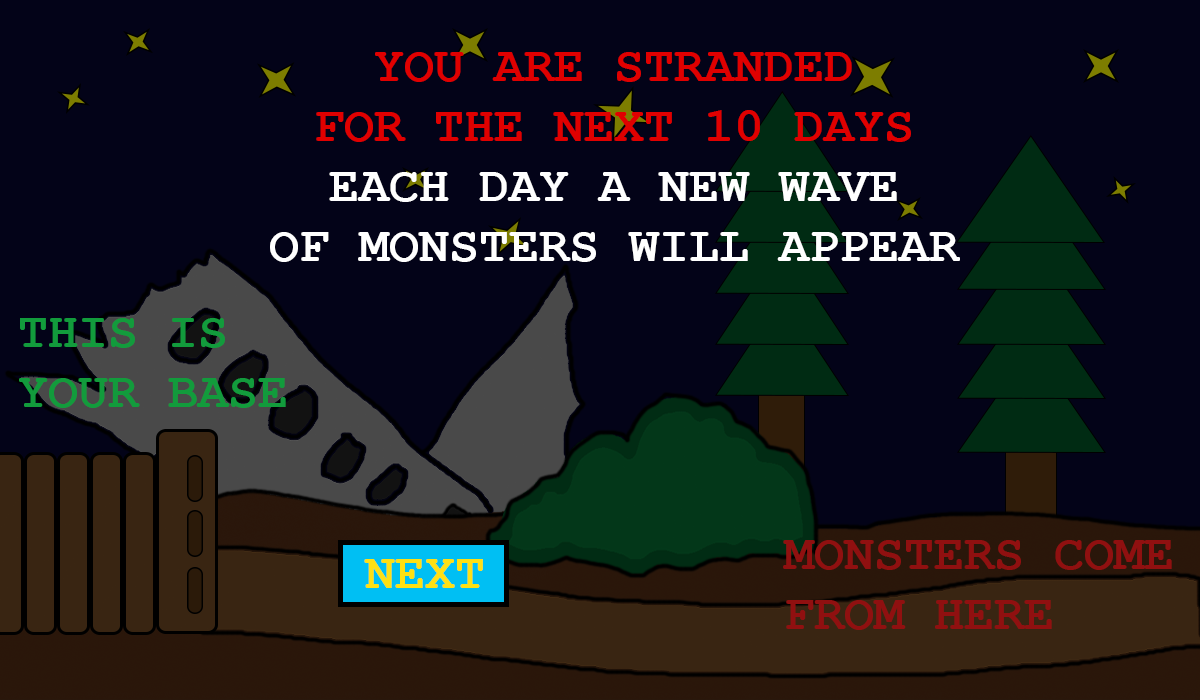 YOU ARE STRANDED
FOR THE NEXT 10 DAYS
EACH DAY A NEW WAVE
OF MONSTERS WILL APPEAR
THIS IS
YOUR BASE
NEXT
MONSTERS COME
FROM HERE